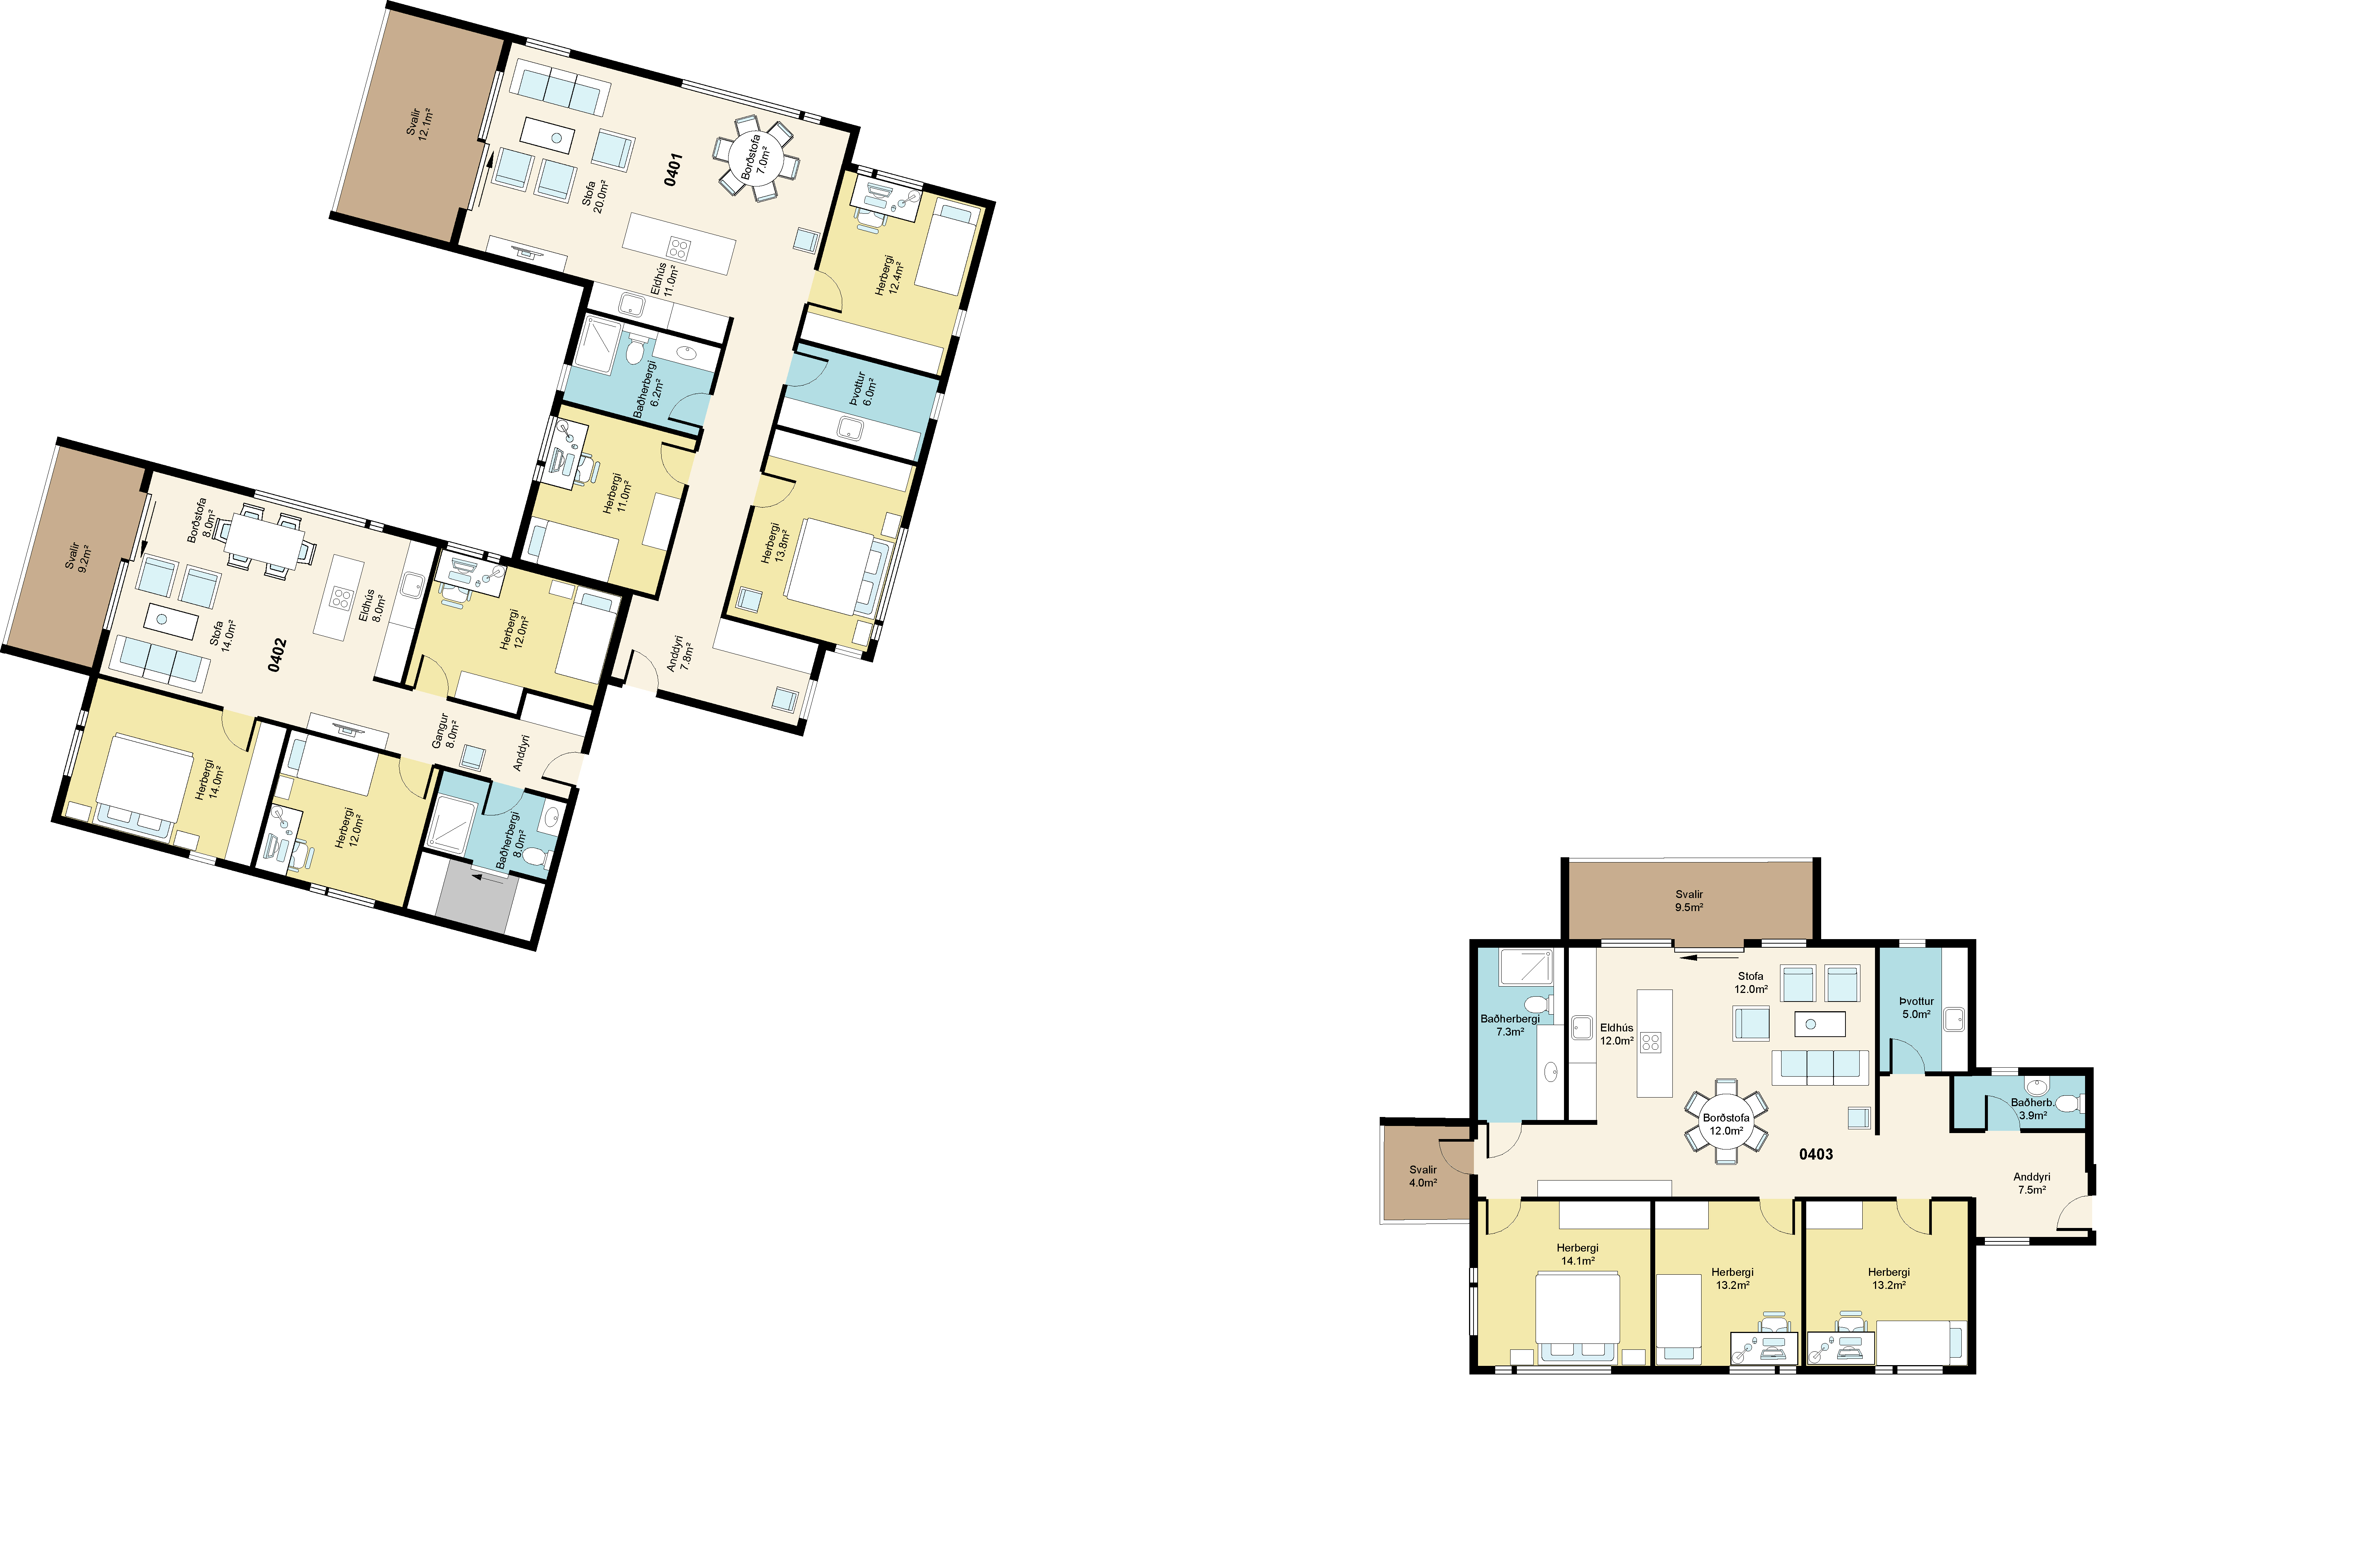 Svalir
12.1m²
Stofa
20.0m²
0401
Borðstofa
7.0m²
Eldhús
11.0m²
Herbergi
12.4m²
Baðherbergi
6.2m²
Þvottur
6.0m²
Herbergi
11.0m²
Herbergi
13.8m²
Anddyri
7.8m²
Svalir
9.2m²
Borðstofa
8.0m²
Stofa
14.0m²
Eldhús
8.0m²
0402
Herbergi
12.0m²
Gangur
8.0m²
Anddyri
Herbergi
14.0m²
Herbergi
12.0m²
Baðherbergi
8.0m²
Svalir
9.5m²
Stofa
12.0m²
Baðherbergi
7.3m²
Eldhús
12.0m²
Þvottur
5.0m²
Borðstofa
12.0m²
Baðherb.
3.9m²
0403
Svalir
4.0m²
Anddyri
7.5m²
Herbergi
14.1m²
Herbergi
13.2m²
Herbergi
13.2m²